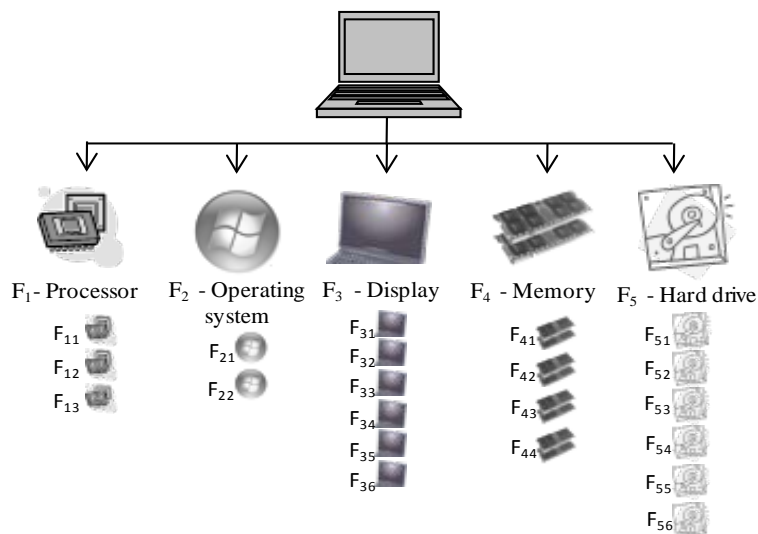 F₁- Processor
F₂ - Operating
system
F₃ - Display
F₄ - Memory
F₅ - Hard drive
F₁₁
F₁₂
F₁₃
F₂₁
F₂₂
F₃₁
F₃₂
F₃₃
F₃₄
F₃₅
F₃₆
F₄₁
F₄₂
F₄₃
F₄₄
F₅₁
F₅₂
F₅₃
F₅₄
F₅₅
F₅₆